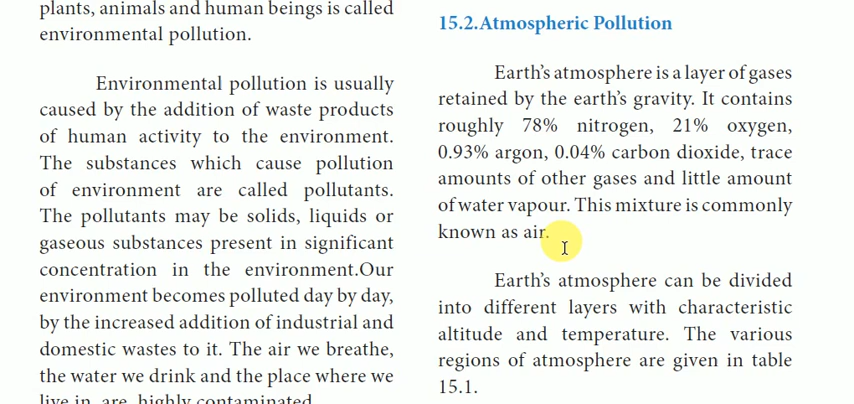 plants, animals and human beings is called
environmental pollution.
Environmental pollution is usually
caused by the addition of waste products
of human activity to the environment.
The substances which cause pollution
of environment are called pollutants.
The pollutants may be solids, liquids or
gaseous substances present in significant
concentration in the environment.Our
environment becomes polluted day by day,
by the increased addition of industrial and
domestic wastes to it. The air we breathe,
the water we drink and the place where we
live in, are highly contaminated.
15.2.Atmospheric Pollution
Earth's atmosphere is a layer of gases
retained by the earth's gravity. It contains
roughly 78% nitrogen, 21% oxygen,
0.93% argon, 0.04% carbon dioxide, trace
amounts of other gases and little amount
of water vapour. This mixture is commonly
known as air.
Earth's atmosphere can be divided
into different layers with characteristic
altitude and temperature. The various
regions of atmosphere are given in table
15.1.